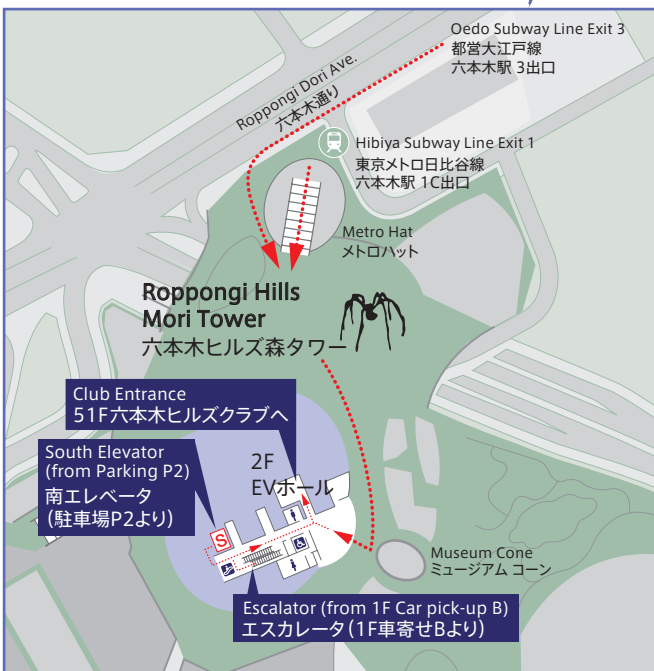 Oedo Subway Line Exit 3
都営大江戸線
六本木駅 3出口
Roppongi Dori Ave.
六本木通り
Hibiya Subway Line Exit 1
東京メトロ日比谷線
六本木駅 1C出口
Metro Hat
メトロハット
Roppongi Hills
Mori Tower
六本木ヒルズ森タワー
Club Entrance
51F六本木ヒルズクラブへ
South Elevator
(from Parking P2)
南エレベータ
(駐車場P2より)
2F
EVホール
S
Museum Cone
ミュージアム コーン
Escalator (from 1F Car pick-up B)
エスカレータ(1F車寄せBより)